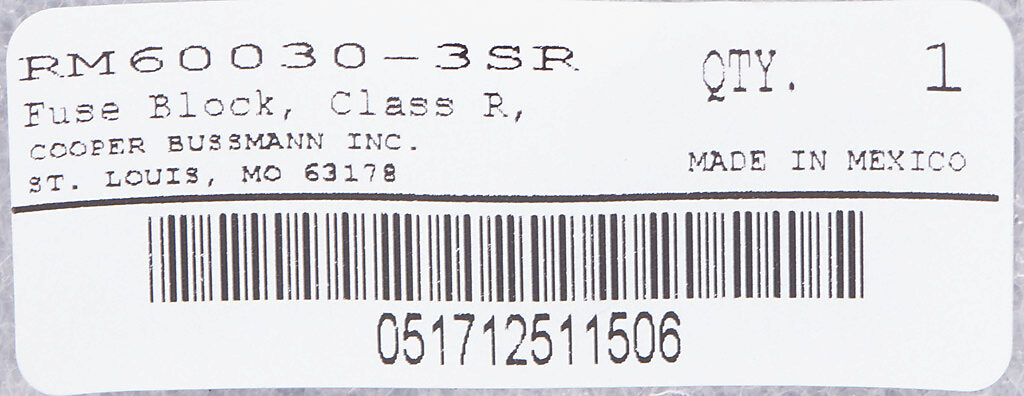 RM60030-3SR
QTY. 1
Fuse Block, Class R,
COOPER BUSSMANN INC.
ST. LOUIS, MO 63178
MADE IN MEXICO
051712511506